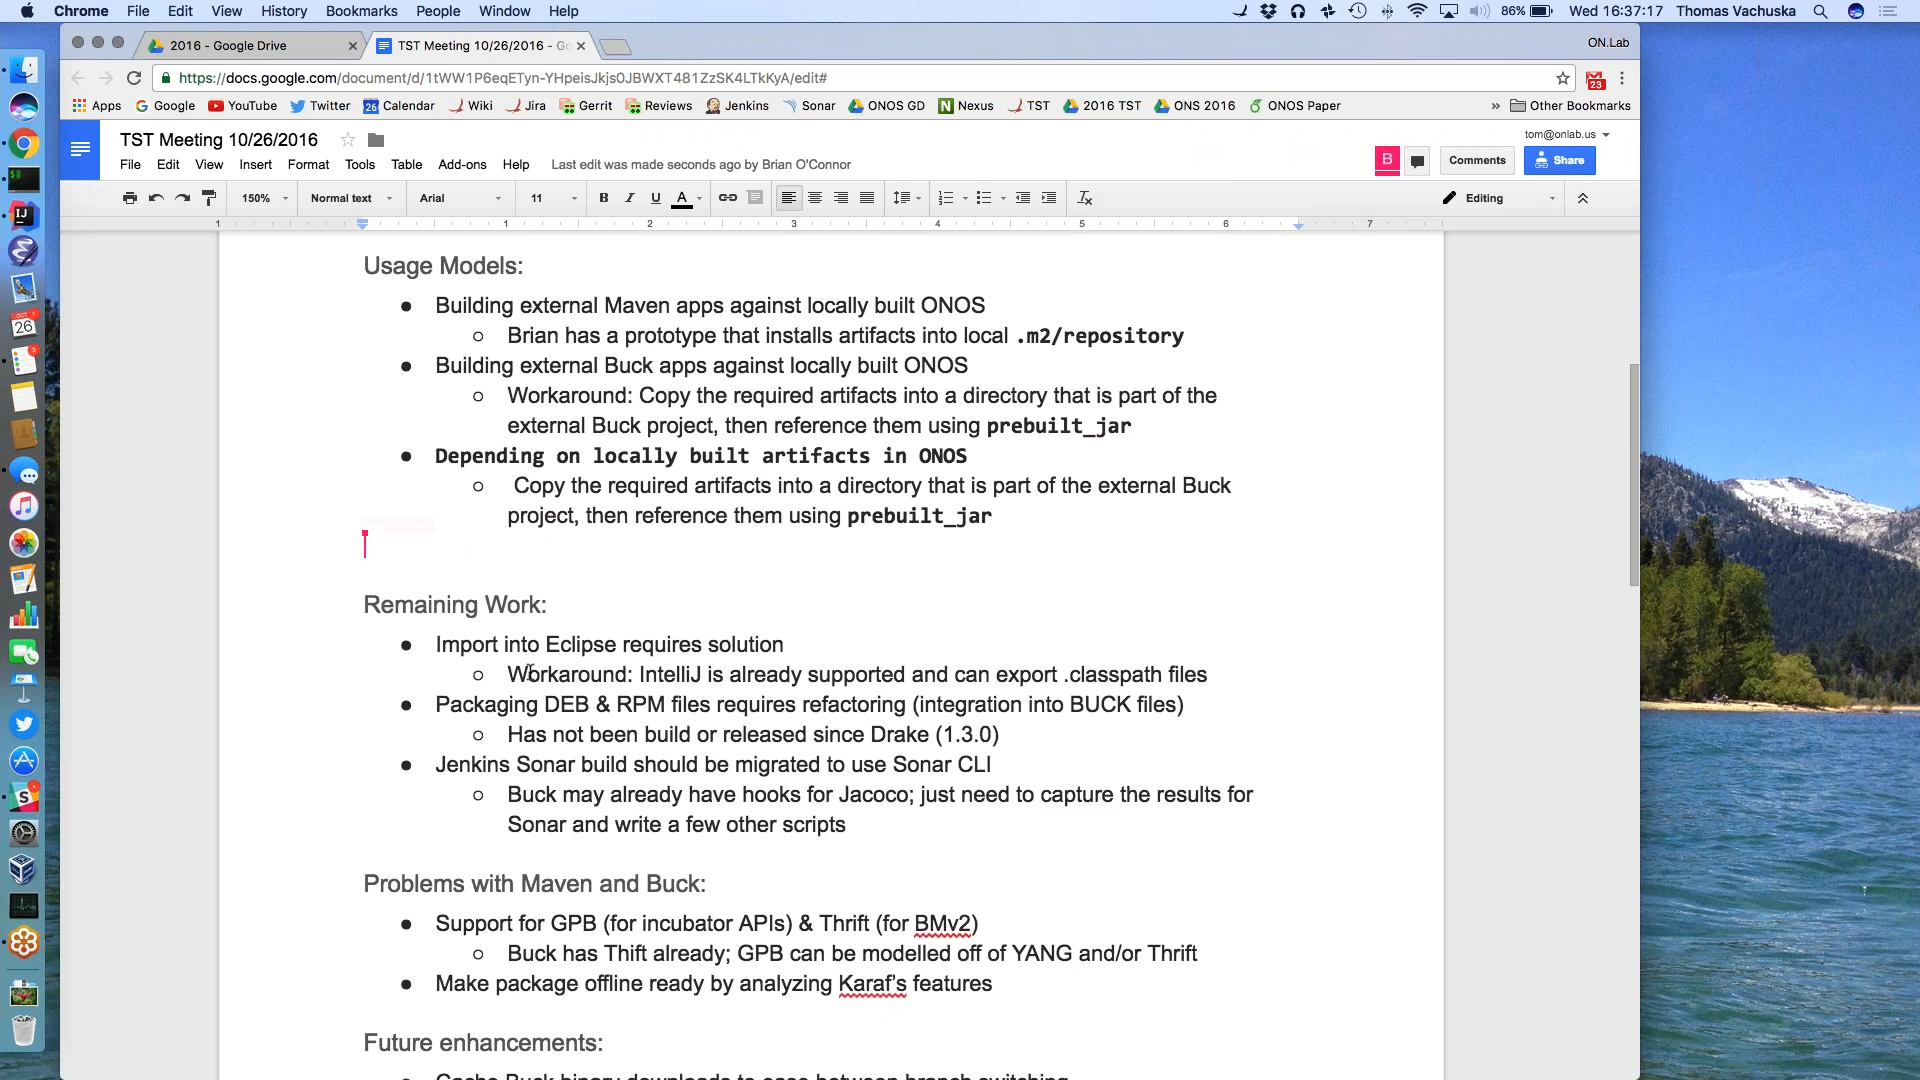 Chrome File Edit View History Bookmarks People Window Help 86% Wed 16:37:17 Thomas Vachuska
2016 - Google Drive TST Meeting 10/26/2016 - Go ON.Lab
https://docs.google.com/document/d/1tWW1P6eqETyn-YHpeisJkjs0JBWXT481ZzSK4LTkKyA/edit# 23
Apps Google YouTube Twitter 26 Calendar Wiki Jira Gerrit Reviews Jenkins Sonar ONOS GD N Nexus TST 2016 TST ONS 2016 ONOS Paper » Other Bookmarks
TST Meeting 10/26/2016 tom@onlab.us
File Edit View Insert Format Tools Table Add-ons Help Last edit was made seconds ago by Brian O'Connor B Comments Share
150% Normal text Arial 11 B I U A Editing
1 1 2 3 4 5 6 7
Usage Models:
● Building external Maven apps against locally built ONOS
○ Brian has a prototype that installs artifacts into local .m2/repository
● Building external Buck apps against locally built ONOS
○ Workaround: Copy the required artifacts into a directory that is part of the
external Buck project, then reference them using prebuilt_jar
● Depending on locally built artifacts in ONOS
○ Copy the required artifacts into a directory that is part of the external Buck
project, then reference them using prebuilt_jar
Remaining Work:
● Import into Eclipse requires solution
○ Workaround: IntelliJ is already supported and can export .classpath files
● Packaging DEB & RPM files requires refactoring (integration into BUCK files)
○ Has not been build or released since Drake (1.3.0)
● Jenkins Sonar build should be migrated to use Sonar CLI
○ Buck may already have hooks for Jacoco; just need to capture the results for
Sonar and write a few other scripts
Problems with Maven and Buck:
● Support for GPB (for incubator APIs) & Thrift (for BMv2)
○ Buck has Thift already; GPB can be modelled off of YANG and/or Thrift
● Make package offline ready by analyzing Karaf's features
Future enhancements:
● Cache Buck binary downloads to ease between branch switching